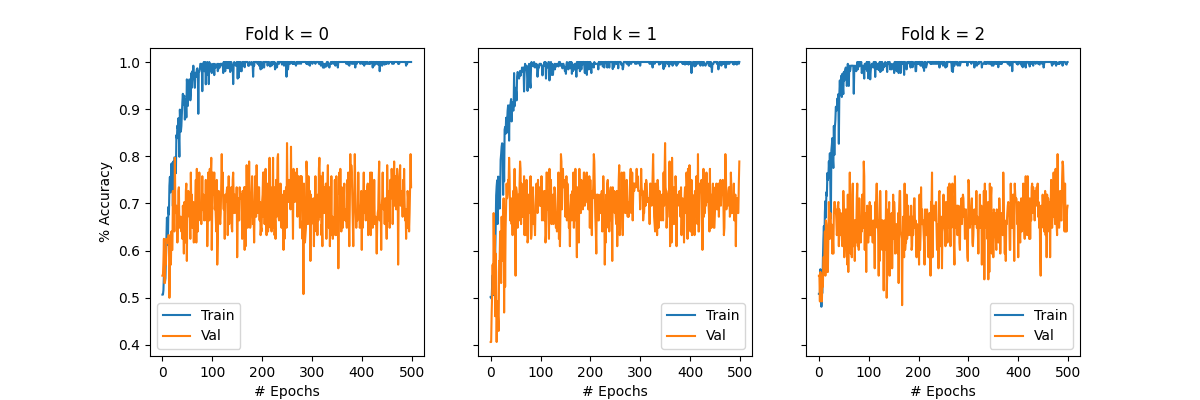 Fold k = 0
Fold k = 1
Fold k = 2
% Accuracy
1.0
0.9
0.8
0.7
0.6
0.5
0.4
Train
Val
Train
Val
Train
Val
0 100 200 300 400 500
0 100 200 300 400 500
0 100 200 300 400 500
# Epochs
# Epochs
# Epochs